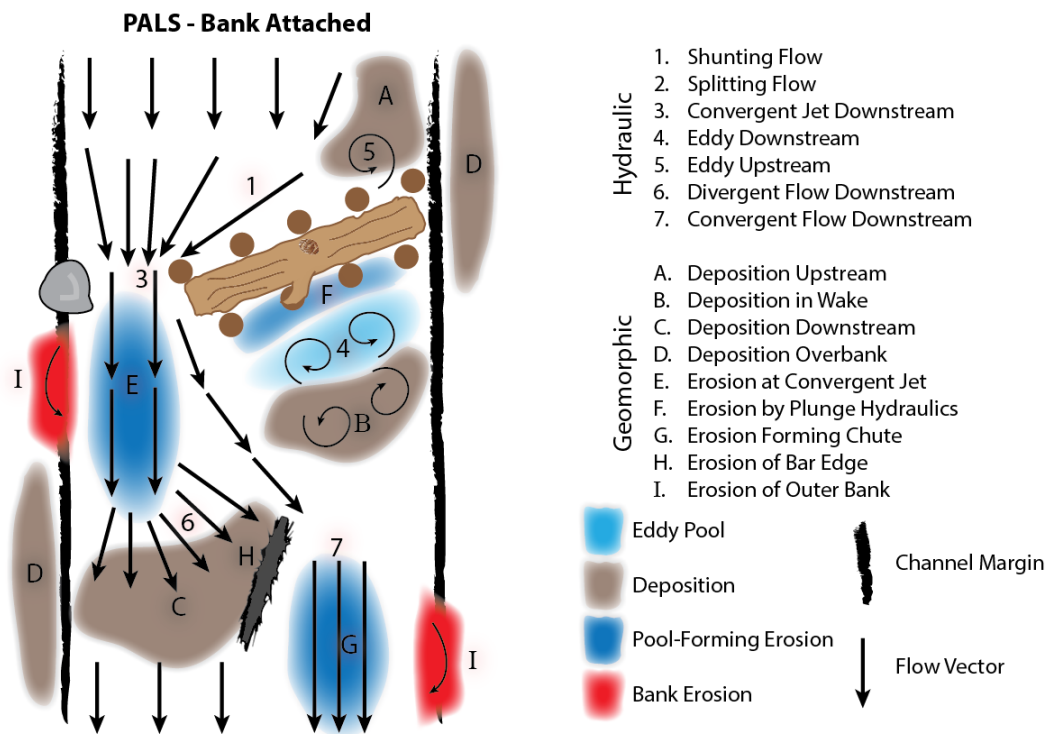 PALS - Bank Attached
A
5
D
1
3
F
4
I
E
B
6
H
7
D
C
G
I
Hydraulic
1. Shunting Flow
2. Splitting Flow
3. Convergent Jet Downstream
4. Eddy Downstream
5. Eddy Upstream
6. Divergent Flow Downstream
7. Convergent Flow Downstream
Geomorphic
A. Deposition Upstream
B. Deposition in Wake
C. Deposition Downstream
D. Deposition Overbank
E. Erosion at Convergent Jet
F. Erosion by Plunge Hydraulics
G. Erosion Forming Chute
H. Erosion of Bar Edge
I. Erosion of Outer Bank
Eddy Pool
Deposition
Pool-Forming Erosion
Bank Erosion
Channel Margin
Flow Vector